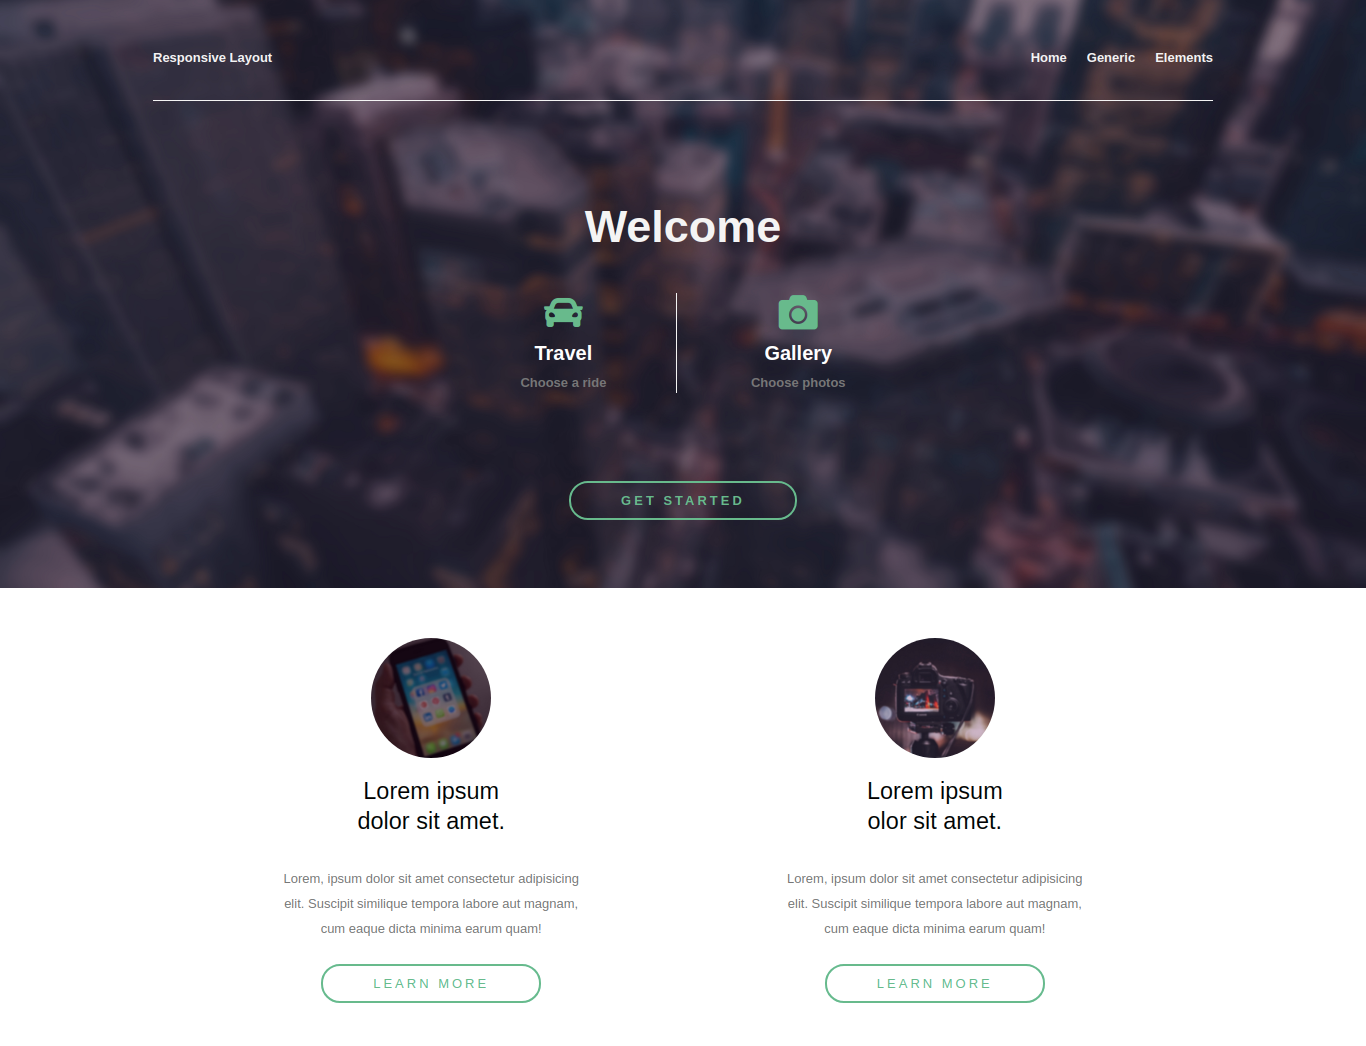 Responsive Layout
Home Generic Elements
Welcome
Travel
Choose a ride
Gallery
Choose photos
GET STARTED
Lorem ipsum
dolor sit amet.
Lorem, ipsum dolor sit amet consectetur adipisicing
elit. Suscipit similique tempora labore aut magnam,
cum eaque dicta minima earum quam!
LEARN MORE
Lorem ipsum
olor sit amet.
Lorem, ipsum dolor sit amet consectetur adipisicing
elit. Suscipit similique tempora labore aut magnam,
cum eaque dicta minima earum quam!
LEARN MORE